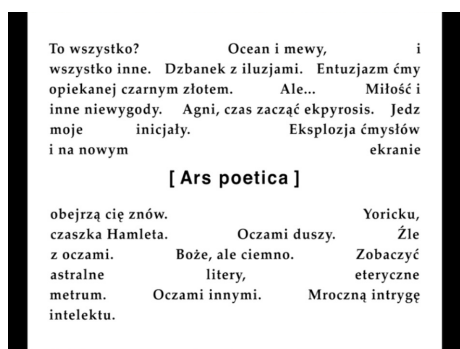 To wszystko? Ocean i mewy, i
wszystko inne. Dzbanek z iluzjami. Entuzjazm ćmy
opiekanej czarnym złotem. Ale... Miłość i
inne niewygody. Agni, czas zacząć ekpyrosis. Jedz
moje inicjały. Eksplozja ćmysłów
i na nowym ekranie
[ Ars poetica ]
obejrzą cię znów. Yoricku,
czaszka Hamleta. Oczami duszy. Źle
z oczami. Boże, ale ciemno. Zobaczyć
astralne litery, eteryczne
metrum. Oczami innymi. Mroczną intrygę
intelektu.